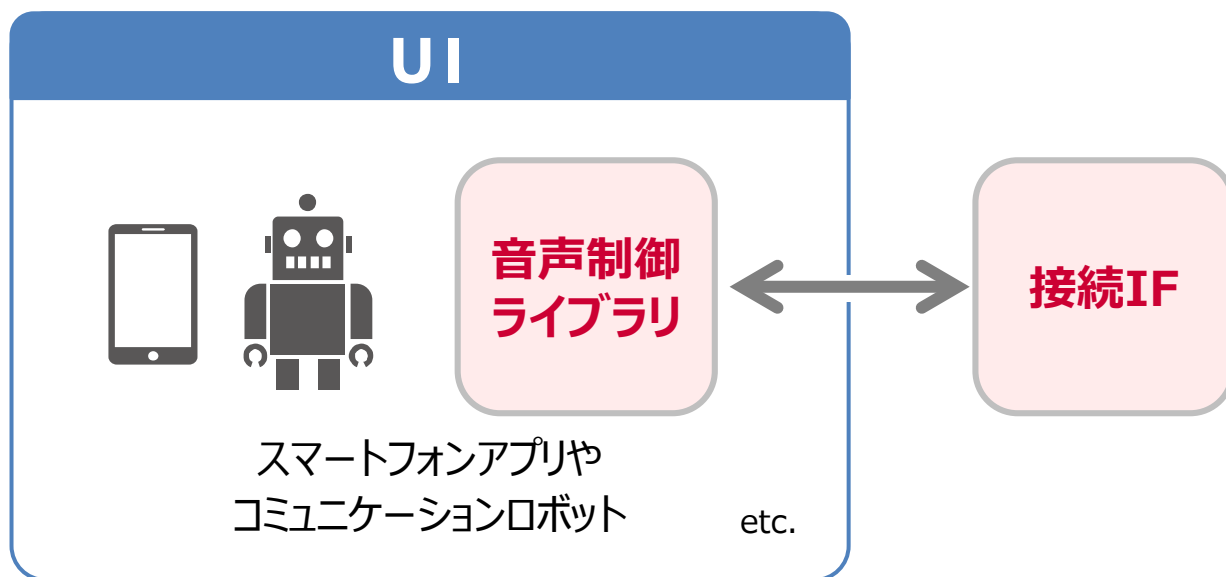 UI
音声制御
ライブラリ
接続IF
スマートフォンアプリや
コミュニケーションロボット
etc.